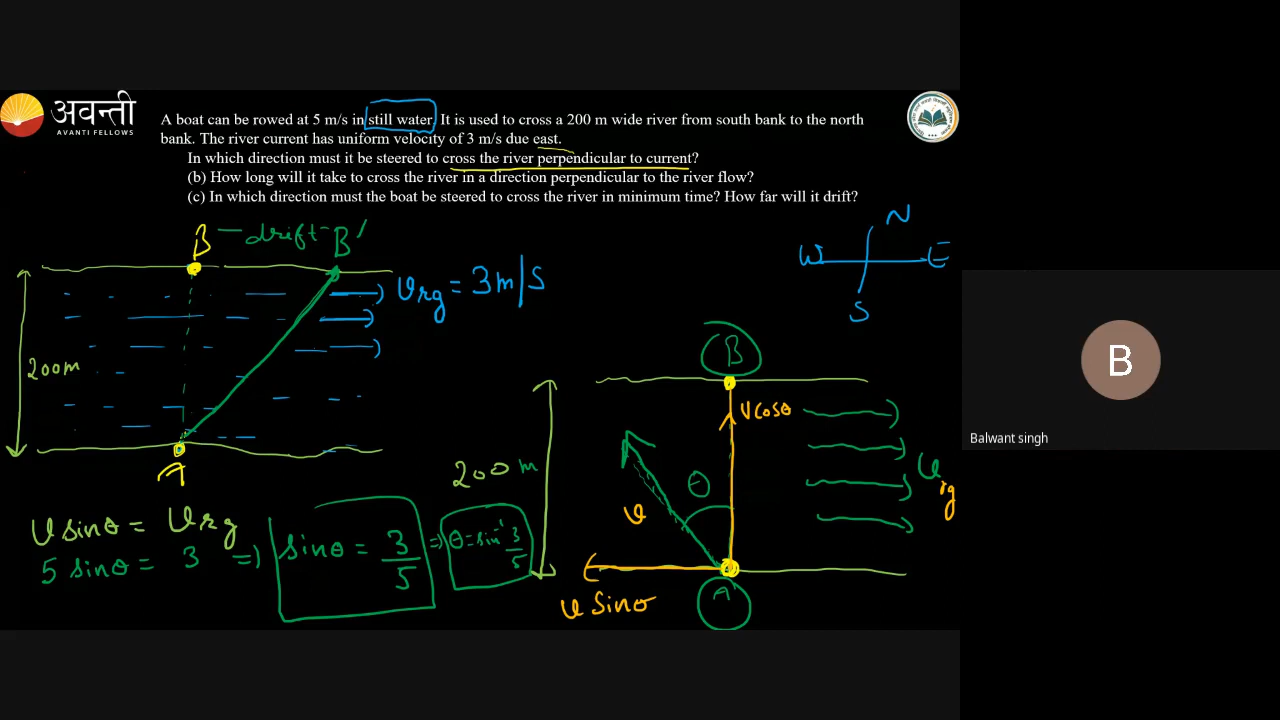 अवन्ती
AVANTI FELLOWS
A boat can be rowed at 5 m/s in still water. It is used to cross a 200 m wide river from south bank to the north
bank. The river current has uniform velocity of 3 m/s due east.
In which direction must it be steered to cross the river perpendicular to current?
(b) How long will it take to cross the river in a direction perpendicular to the river flow?
(c) In which direction must the boat be steered to cross the river in minimum time? How far will it drift?
B — drift - B'
N
W E
S
v_rg = 3 m/s
200m
A
B
v cosθ
θ
v
v_rg
200 m
v sinθ = v_rg
5 sinθ = 3 => sinθ = 3/5 => θ = sin⁻¹ 3/5
A
v sinθ
B
Balwant singh